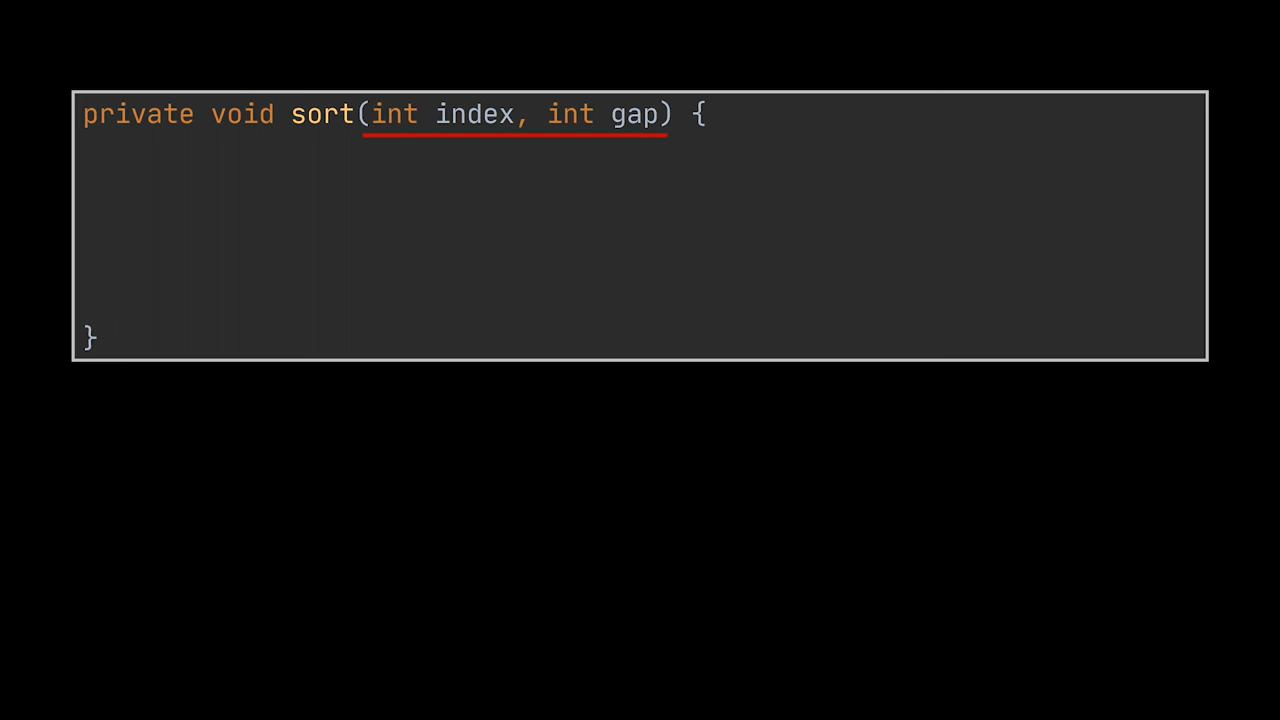 private void sort(int index, int gap) {
}